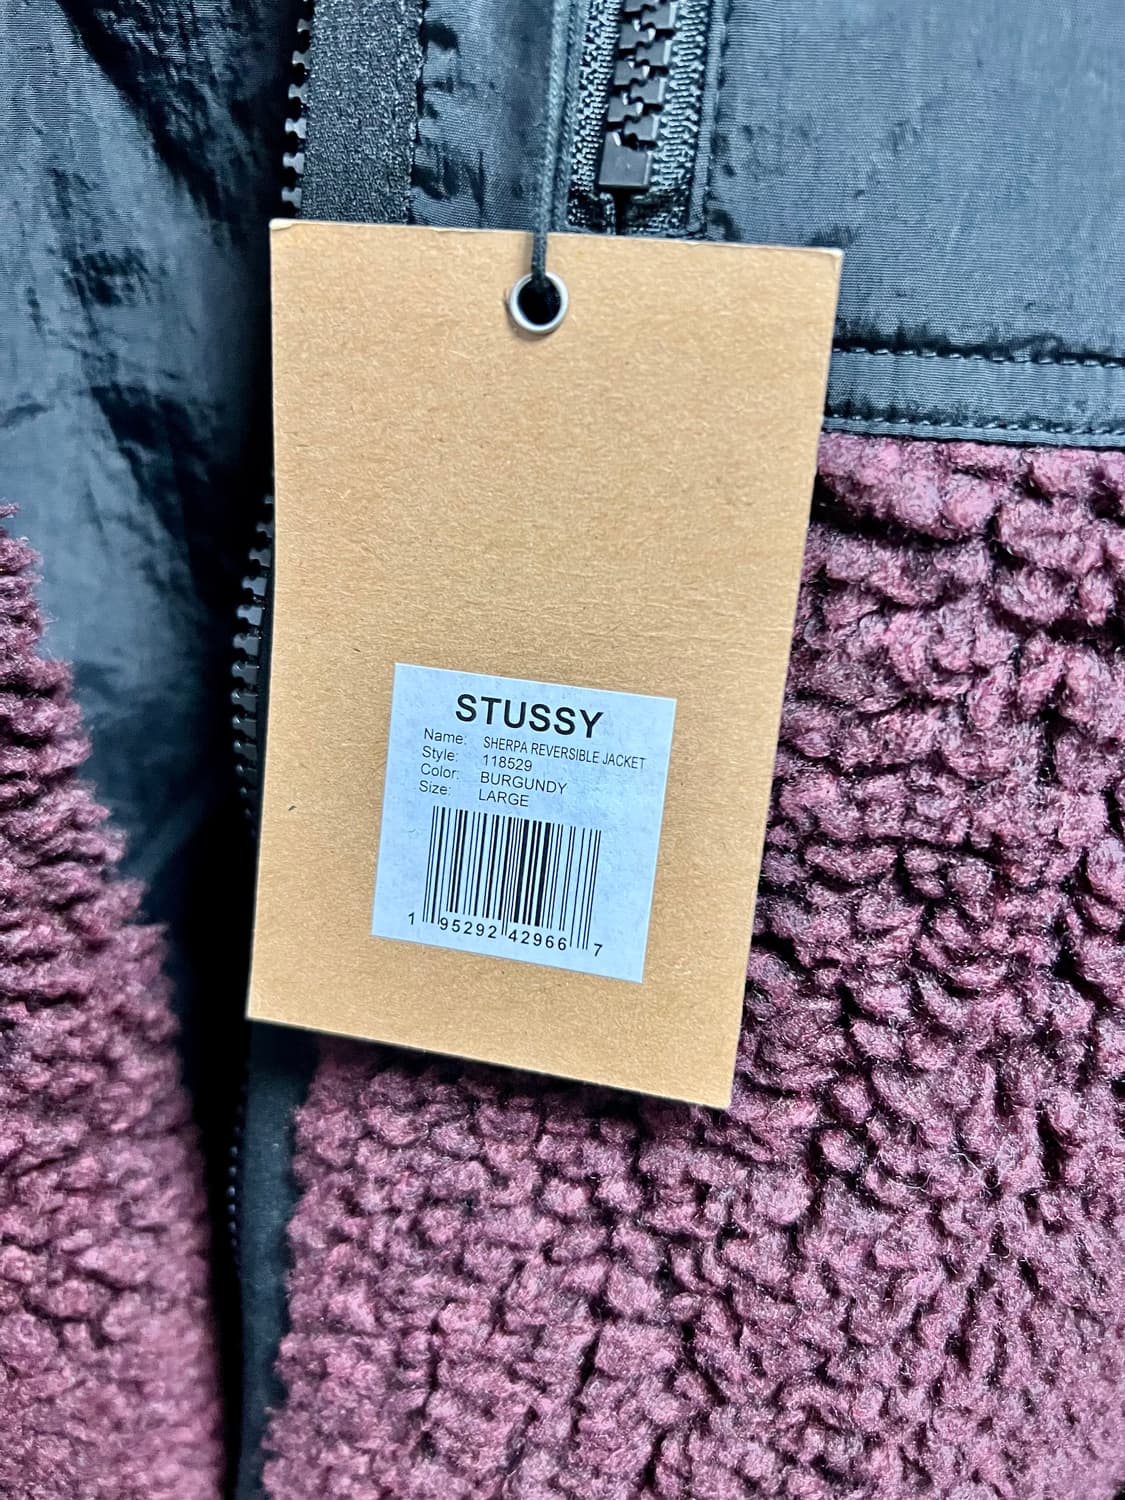 STUSSY
Name: SHERPA REVERSIBLE JACKET
Style: 118529
Color: BURGUNDY
Size: LARGE
1 95292 42966 7